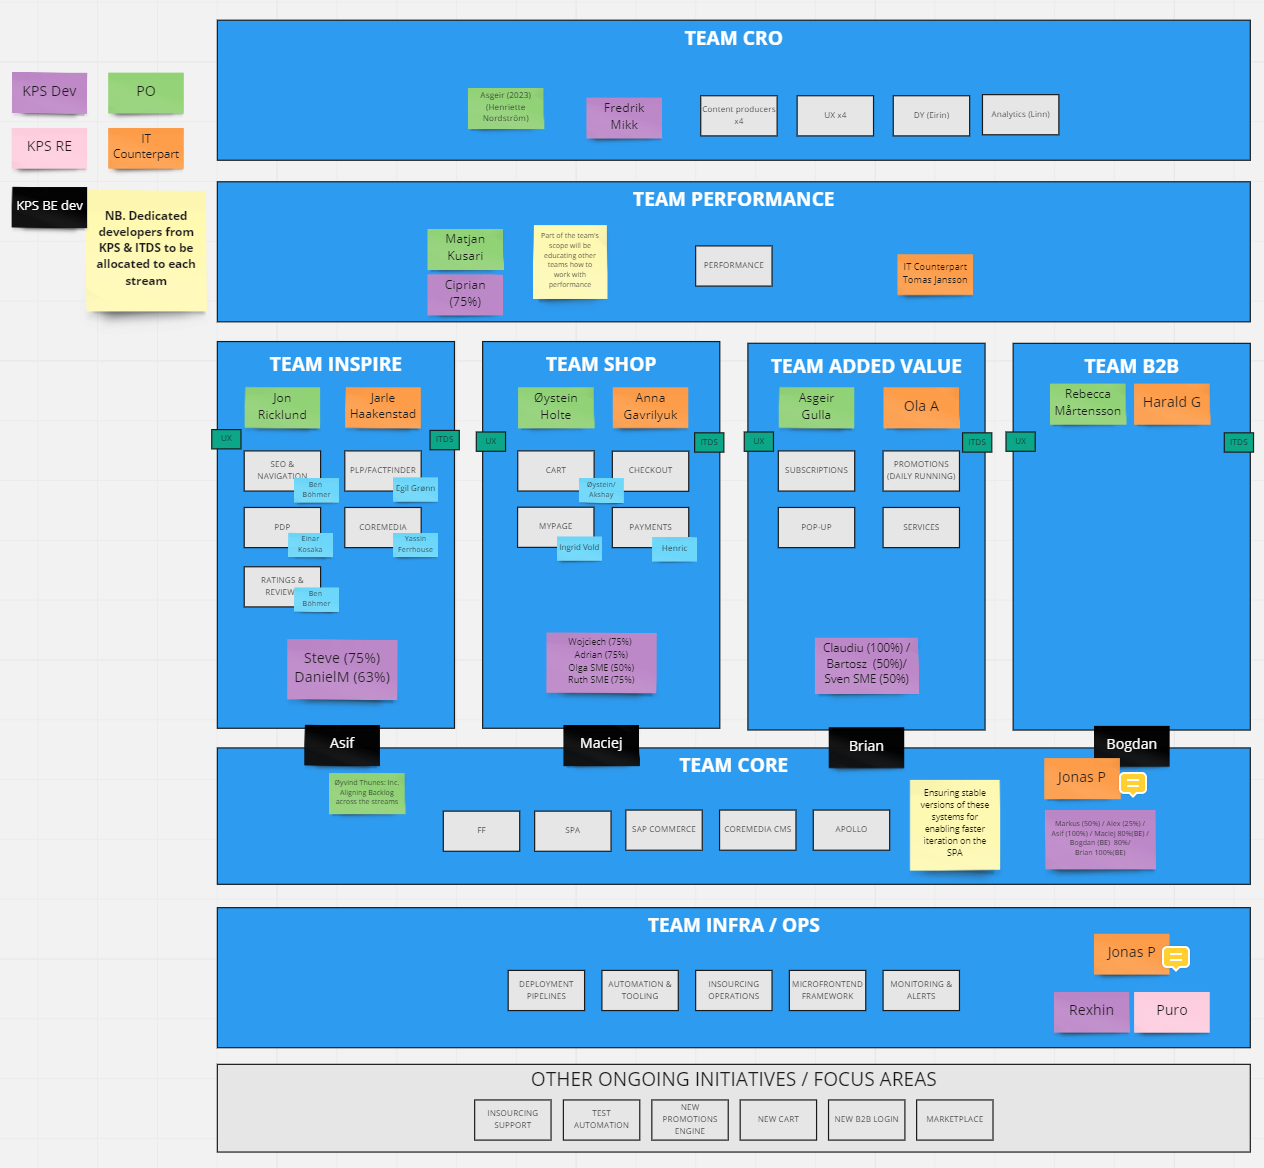 KPS Dev
PO
KPS RE
IT
Counterpart
KPS BE dev
NB. Dedicated
developers from
KPS & ITDS to be
allocated to each
stream
TEAM CRO
Asgeir (2023)
(Henriette
Nordström)
Fredrik
Mikk
Content producers
x4
UX x4
DY (Eirin)
Analytics (Linn)
TEAM PERFORMANCE
Matjan
Kusari
Ciprian
(75%)
Part of the team's
scope will be
educating other
teams how to
work with
performance
PERFORMANCE
IT Counterpart
Tomas Jansson
TEAM INSPIRE
Jon
Ricklund
Jarle
Haakenstad
UX
ITDS
SEO &
NAVIGATION
Ben
Böhmer
PLP/FACTFINDER
Egil Grønn
PDP
Einar
Kosaka
COREMEDIA
Yassin
Ferrhouse
RATINGS &
REVIEW
Ben
Böhmer
Steve (75%)
DanielM (63%)
Asif
TEAM SHOP
Øystein
Holte
Anna
Gavrilyuk
UX
ITDS
CART
CHECKOUT
Øystein/
Akshay
MYPAGE
Ingrid Vold
PAYMENTS
Henric
Wojciech (75%)
Adrian (75%)
Olga SME (50%)
Ruth SME (75%)
Maciej
TEAM ADDED VALUE
Asgeir
Gulla
Ola A
UX
ITDS
SUBSCRIPTIONS
PROMOTIONS
(DAILY RUNNING)
POP-UP
SERVICES
Claudiu (100%) /
Bartosz (50%)/
Sven SME (50%)
Brian
TEAM B2B
Rebecca
Mårtensson
Harald G
UX
ITDS
Bogdan
TEAM CORE
Øyvind Thunes: Inc.
Aligning Backlog
across the streams
FF
SPA
SAP COMMERCE
COREMEDIA CMS
APOLLO
Ensuring stable
versions of these
systems for
enabling faster
iteration on the
SPA
Jonas P
Markus (50%) / Alex (25%) /
Asif (100%) / Maciej 80%(BE) /
Bogdan (BE) 80%/
Brian 100%(BE)
TEAM INFRA / OPS
DEPLOYMENT
PIPELINES
AUTOMATION &
TOOLING
INSOURCING
OPERATIONS
MICROFRONTEND
FRAMEWORK
MONITORING &
ALERTS
Jonas P
Rexhin
Puro
OTHER ONGOING INITIATIVES / FOCUS AREAS
INSOURCING
SUPPORT
TEST
AUTOMATION
NEW
PROMOTIONS
ENGINE
NEW CART
NEW B2B LOGIN
MARKETPLACE